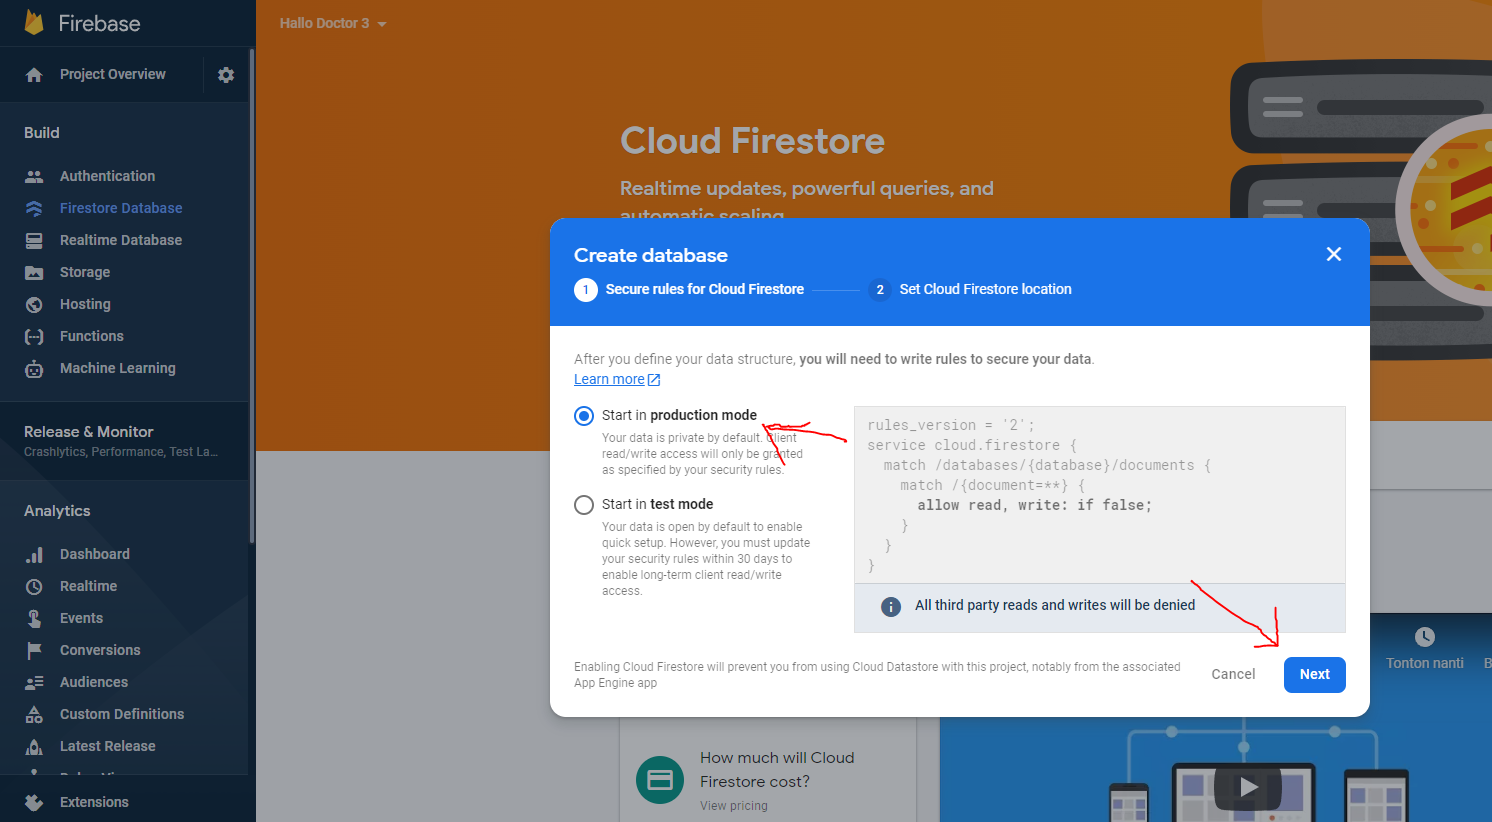 Firebase
Project Overview
Build
Authentication
Firestore Database
Realtime Database
Storage
Hosting
Functions
Machine Learning
Release & Monitor
Crashlytics, Performance, Test La...
Analytics
Dashboard
Realtime
Events
Conversions
Audiences
Custom Definitions
Latest Release
Extensions
Hallo Doctor 3
Cloud Firestore
Realtime updates, powerful queries, and
automatic scaling
Create database
1 Secure rules for Cloud Firestore
2 Set Cloud Firestore location
After you define your data structure, you will need to write rules to secure your data.
Learn more
Start in production mode
Your data is private by default. Client
read/write access will only be granted
as specified by your security rules.
Start in test mode
Your data is open by default to enable
quick setup. However, you must update
your security rules within 30 days to
enable long-term client read/write
access.
rules_version = '2';
service cloud.firestore {
match /databases/{database}/documents {
match /{document=**} {
allow read, write: if false;
}
}
}
All third party reads and writes will be denied
Enabling Cloud Firestore will prevent you from using Cloud Datastore with this project, notably from the associated
App Engine app
Cancel
Next
How much will Cloud
Firestore cost?
View pricing
Tonton nanti